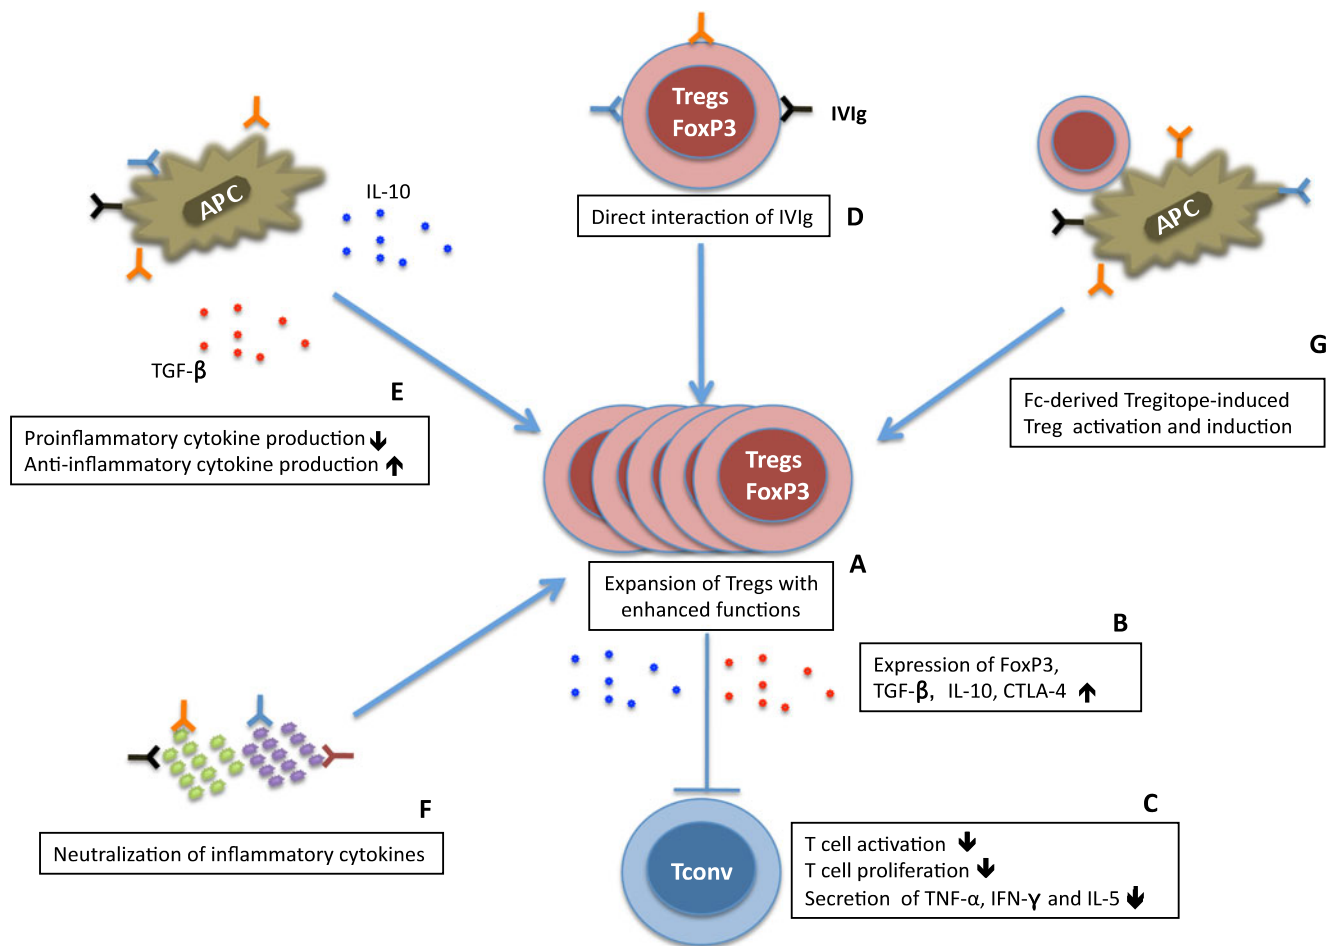 Tregs
FoxP3
IVIg
Direct interaction of IVIg
D
APC
IL-10
TGF-β
E
Proinflammatory cytokine production ↓
Anti-inflammatory cytokine production ↑
APC
G
Fc-derived Tregitope-induced
Treg activation and induction
Tregs
FoxP3
A
Expansion of Tregs with
enhanced functions
B
Expression of FoxP3,
TGF-β, IL-10, CTLA-4 ↑
F
Neutralization of inflammatory cytokines
C
Tconv
T cell activation ↓
T cell proliferation ↓
Secretion of TNF-α, IFN-γ and IL-5 ↓